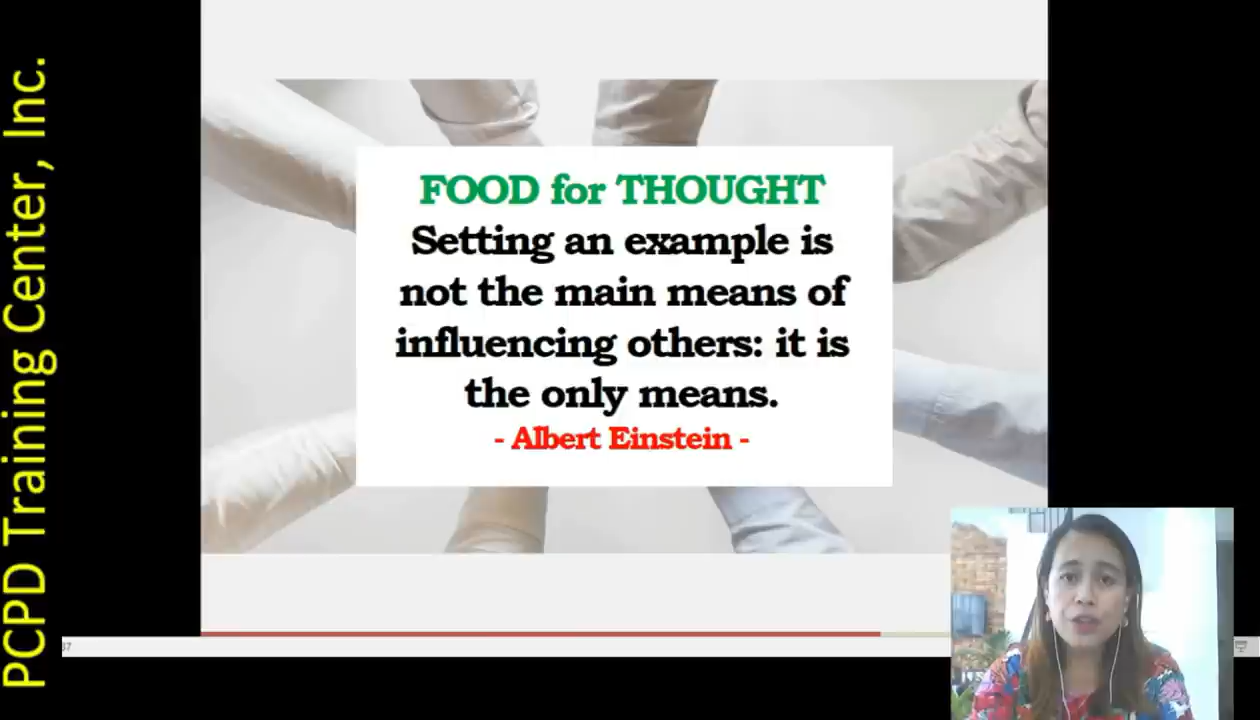 PCPD Training Center, Inc.
FOOD for THOUGHT
Setting an example is
not the main means of
influencing others: it is
the only means.
- Albert Einstein -
37